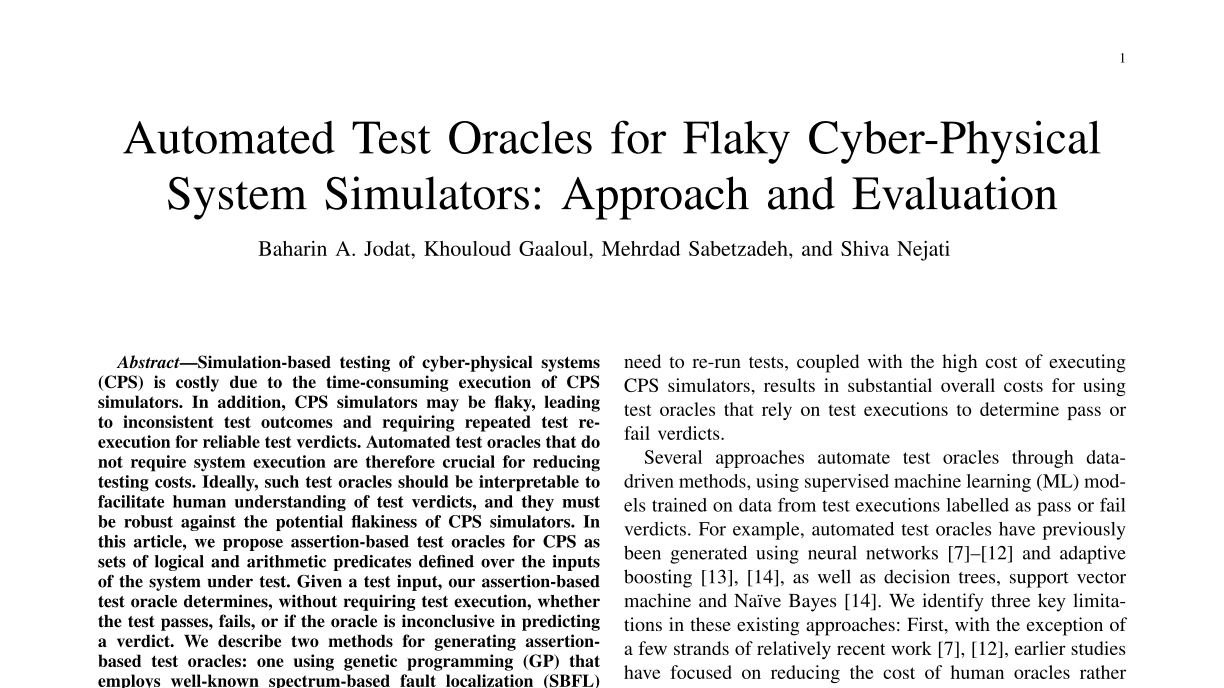 1
Automated Test Oracles for Flaky Cyber-Physical
System Simulators: Approach and Evaluation
Baharin A. Jodat, Khouloud Gaaloul, Mehrdad Sabetzadeh, and Shiva Nejati
Abstract—Simulation-based testing of cyber-physical systems
(CPS) is costly due to the time-consuming execution of CPS
simulators. In addition, CPS simulators may be flaky, leading
to inconsistent test outcomes and requiring repeated test re-
execution for reliable test verdicts. Automated test oracles that do
not require system execution are therefore crucial for reducing
testing costs. Ideally, such test oracles should be interpretable to
facilitate human understanding of test verdicts, and they must
be robust against the potential flakiness of CPS simulators. In
this article, we propose assertion-based test oracles for CPS as
sets of logical and arithmetic predicates defined over the inputs
of the system under test. Given a test input, our assertion-based
test oracle determines, without requiring test execution, whether
the test passes, fails, or if the oracle is inconclusive in predicting
a verdict. We describe two methods for generating assertion-
based test oracles: one using genetic programming (GP) that
employs well-known spectrum-based fault localization (SBFL)
need to re-run tests, coupled with the high cost of executing
CPS simulators, results in substantial overall costs for using
test oracles that rely on test executions to determine pass or
fail verdicts.
Several approaches automate test oracles through data-
driven methods, using supervised machine learning (ML) mod-
els trained on data from test executions labelled as pass or fail
verdicts. For example, automated test oracles have previously
been generated using neural networks [7]–[12] and adaptive
boosting [13], [14], as well as decision trees, support vector
machine and Naïve Bayes [14]. We identify three key limita-
tions in these existing approaches: First, with the exception of
a few strands of relatively recent work [7], [12], earlier studies
have focused on reducing the cost of human oracles rather